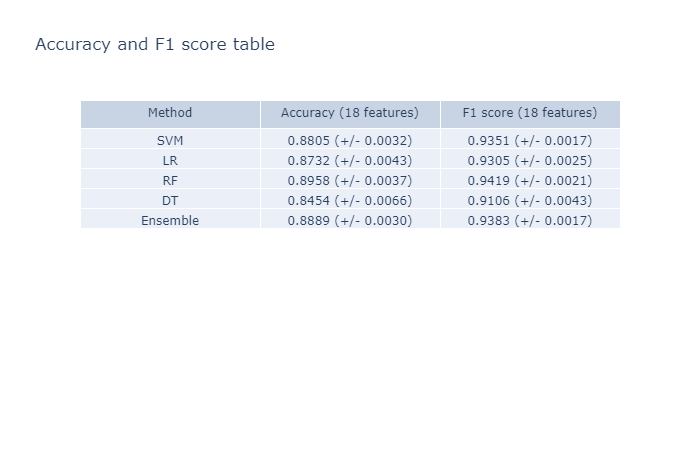 Accuracy and F1 score table
Method Accuracy (18 features) F1 score (18 features)
SVM 0.8805 (+/- 0.0032) 0.9351 (+/- 0.0017)
LR 0.8732 (+/- 0.0043) 0.9305 (+/- 0.0025)
RF 0.8958 (+/- 0.0037) 0.9419 (+/- 0.0021)
DT 0.8454 (+/- 0.0066) 0.9106 (+/- 0.0043)
Ensemble 0.8889 (+/- 0.0030) 0.9383 (+/- 0.0017)